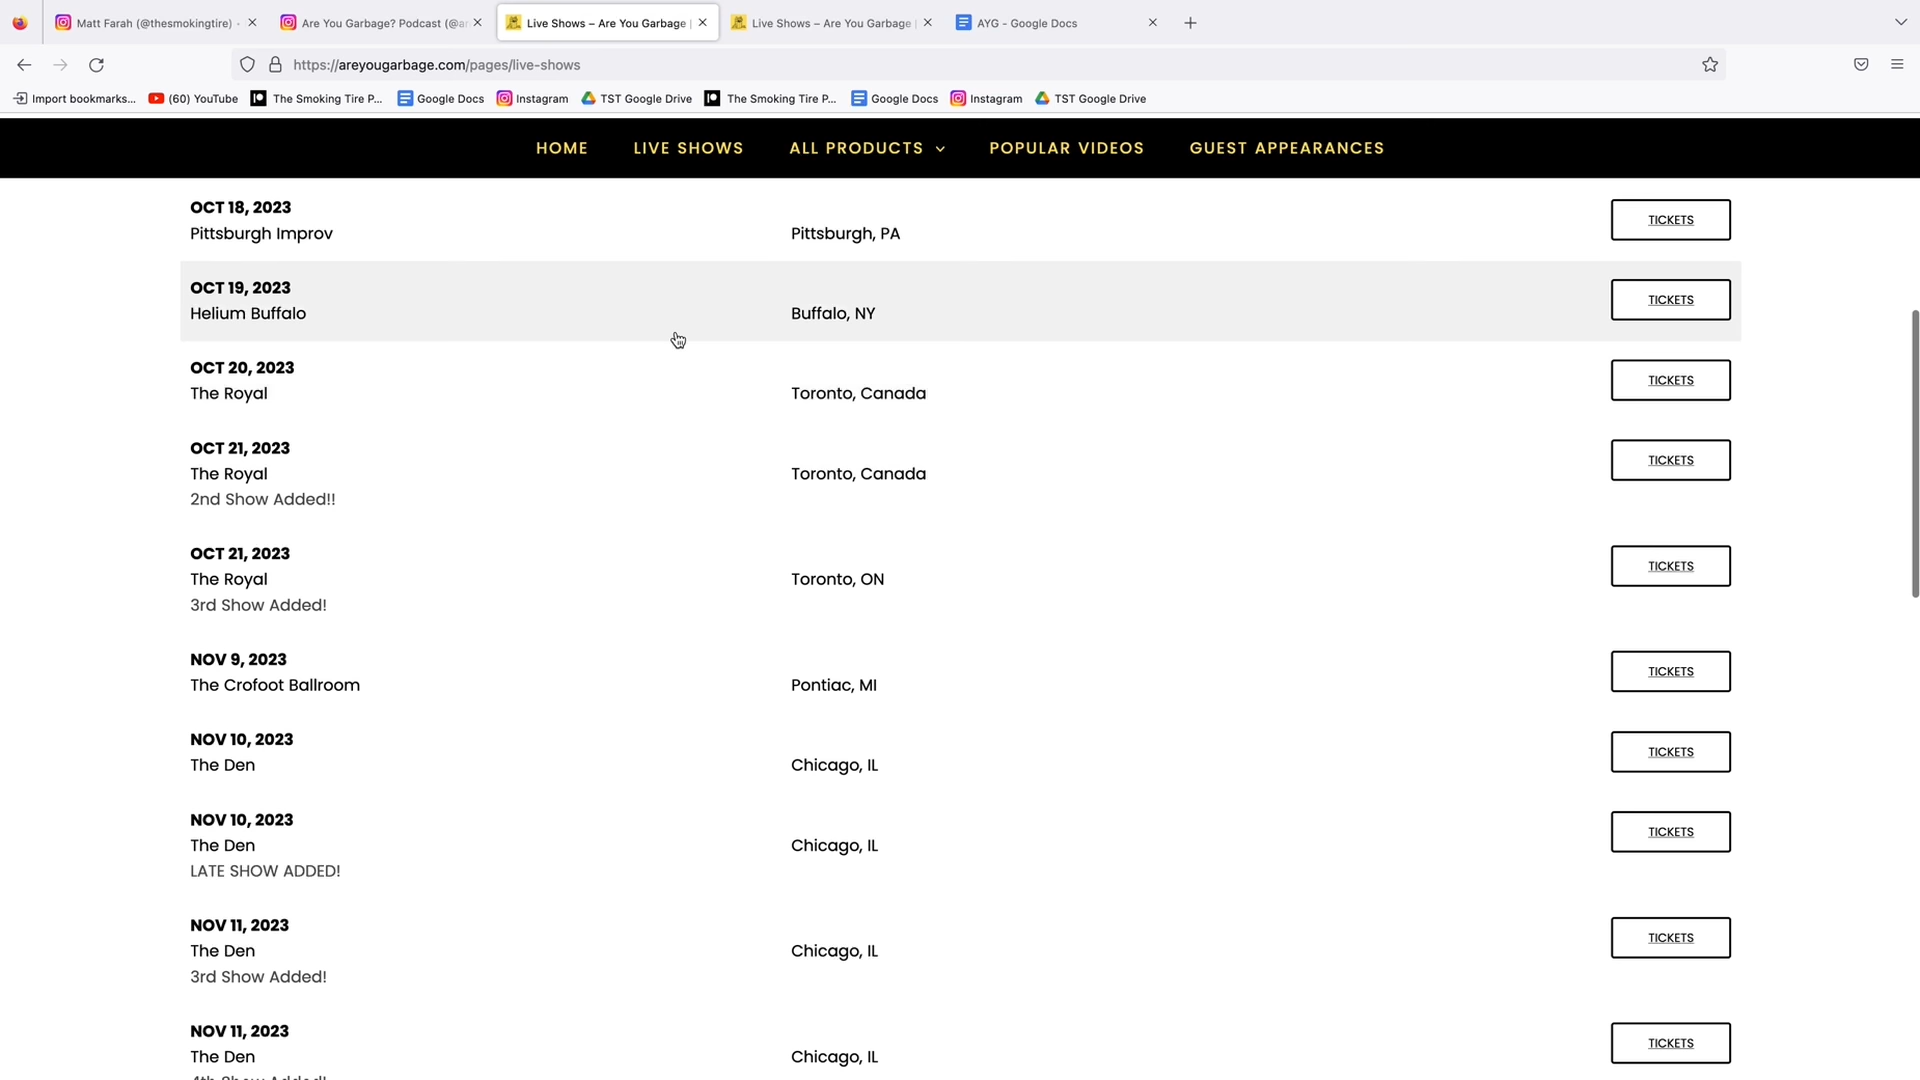 Matt Farah (@thesmokingtire) •
Are You Garbage? Podcast (@ar
Live Shows – Are You Garbage |
Live Shows – Are You Garbage |
AYG - Google Docs
https://areyougarbage.com/pages/live-shows
Import bookmarks...
(60) YouTube
The Smoking Tire P...
Google Docs
Instagram
TST Google Drive
The Smoking Tire P...
Google Docs
Instagram
TST Google Drive
HOME
LIVE SHOWS
ALL PRODUCTS
POPULAR VIDEOS
GUEST APPEARANCES
OCT 18, 2023
Pittsburgh Improv
Pittsburgh, PA
TICKETS
OCT 19, 2023
Helium Buffalo
Buffalo, NY
TICKETS
OCT 20, 2023
The Royal
Toronto, Canada
TICKETS
OCT 21, 2023
The Royal
Toronto, Canada
2nd Show Added!!
TICKETS
OCT 21, 2023
The Royal
Toronto, ON
3rd Show Added!
TICKETS
NOV 9, 2023
The Crofoot Ballroom
Pontiac, MI
TICKETS
NOV 10, 2023
The Den
Chicago, IL
TICKETS
NOV 10, 2023
The Den
Chicago, IL
LATE SHOW ADDED!
TICKETS
NOV 11, 2023
The Den
Chicago, IL
3rd Show Added!
TICKETS
NOV 11, 2023
The Den
Chicago, IL
4th Show Added!
TICKETS